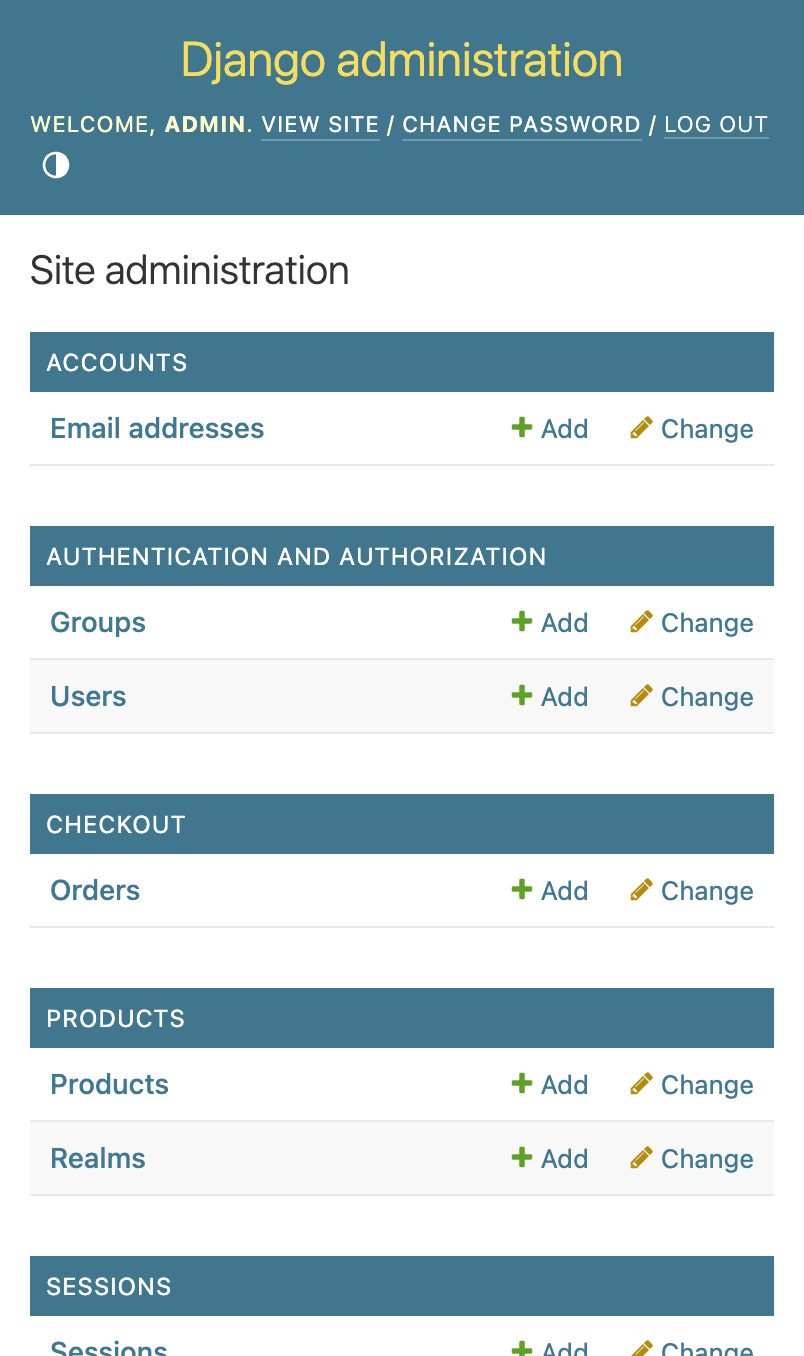 Django administration
WELCOME, ADMIN. VIEW SITE / CHANGE PASSWORD / LOG OUT
Site administration
ACCOUNTS
Email addresses Add Change
AUTHENTICATION AND AUTHORIZATION
Groups Add Change
Users Add Change
CHECKOUT
Orders Add Change
PRODUCTS
Products Add Change
Realms Add Change
SESSIONS
Sessions Add Change